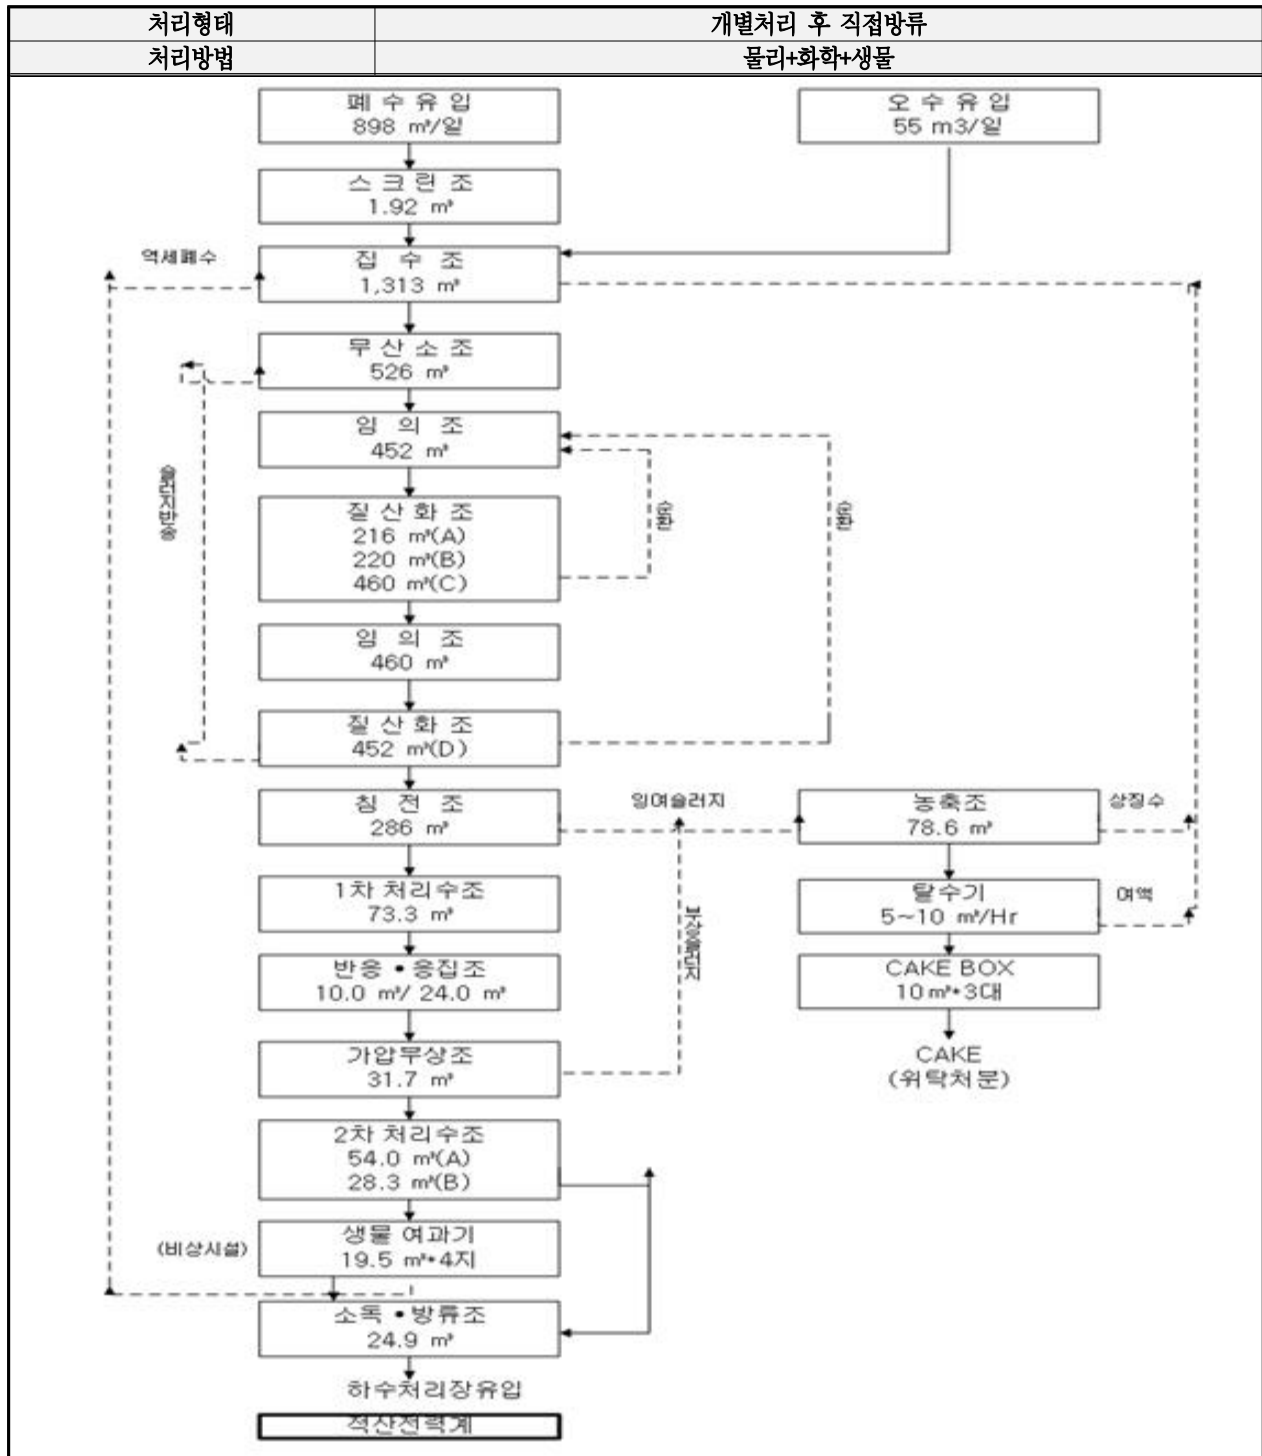 처리형태 개별처리 후 직접방류
처리방법 물리+화학+생물
폐 수 유 입
898 m³/일
오 수 유 입
55 m3/일
스 크 린 조
1.92 m³
역세폐수
집 수 조
1,313 m³
무 산 소 조
526 m³
임 의 조
452 m³
슬러지반송
질 산 화 조
216 m³(A)
220 m³(B)
460 m³(C)
순환
순환
임 의 조
460 m³
질 산 화 조
452 m³(D)
침 전 조
286 m³
잉여슬러지
농축조
78.6 m³
상징수
1차 처리수조
73.3 m³
부상슬러지
탈수기
5~10 m³/Hr
여액
반응•응집조
10.0 m³/ 24.0 m³
CAKE BOX
10m³*3대
가압부상조
31.7 m³
CAKE
(위탁처분)
2차 처리수조
54.0 m³(A)
28.3 m³(B)
(비상시설)
생물 여과기
19.5 m³*4지
소독•방류조
24.9 m³
하수처리장유입
적산전력계